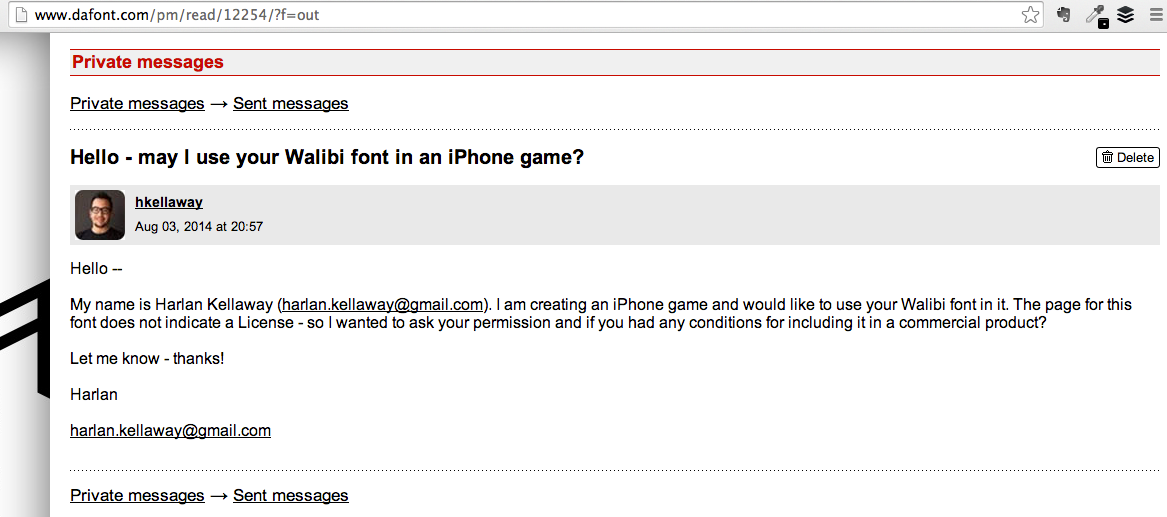 www.dafont.com/pm/read/12254/?f=out
Private messages
Private messages → Sent messages
Hello - may I use your Walibi font in an iPhone game?
Delete
hkellaway
Aug 03, 2014 at 20:57
Hello --
My name is Harlan Kellaway (harlan.kellaway@gmail.com). I am creating an iPhone game and would like to use your Walibi font in it. The page for this
font does not indicate a License - so I wanted to ask your permission and if you had any conditions for including it in a commercial product?
Let me know - thanks!
Harlan
harlan.kellaway@gmail.com
Private messages → Sent messages